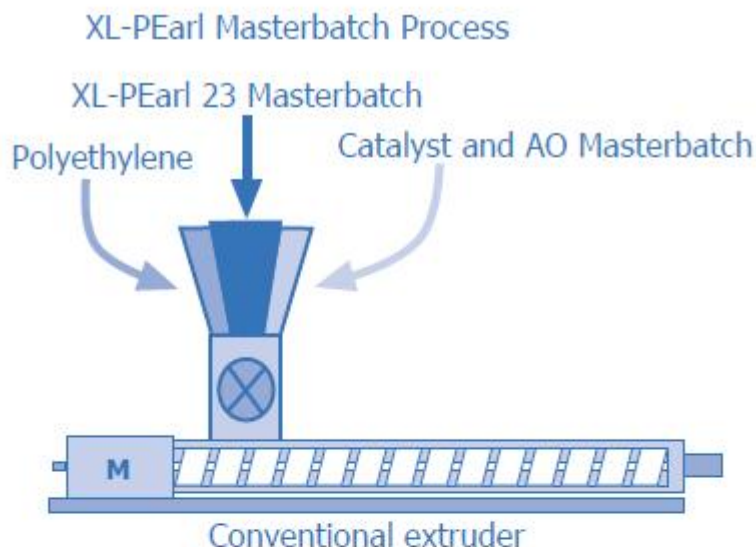 XL-PEarl Masterbatch Process
XL-PEarl 23 Masterbatch
Polyethylene
Catalyst and AO Masterbatch
M
Conventional extruder